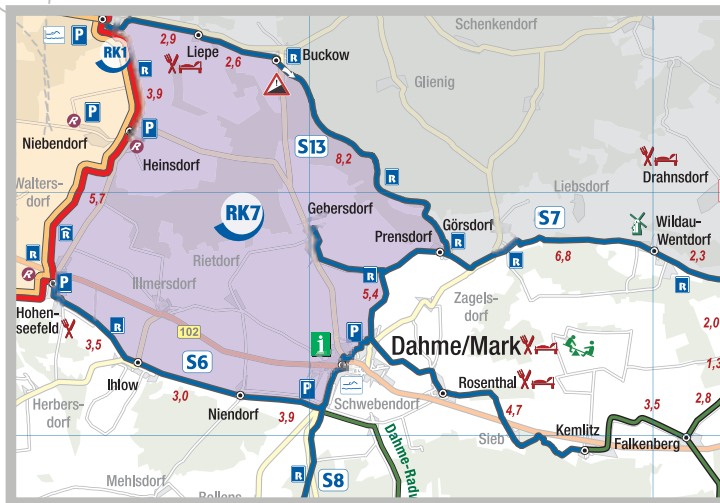 Schenkendorf
P
RK1
2,9
Liepe
2,6
R
Buckow
R
3,9
P
Glienig
R
P
Niebendorf
R
Heinsdorf
S13
8,2
R
Drahnsdorf
Walters-
dorf
5,7
Liebsdorf
RK7
Gebersdorf
S7
Görsdorf
Prensdorf
R
Wildau-
Wentdorf
R
R
Rietdorf
R
6,8
2,3
R
R
P
Illmersdorf
R
5,4
Zagels-
dorf
Hohen-
seefeld
R
102
i
P
2,0
3,5
Dahme/Mark
S6
1,3
Ihlow
3,0
P
Rosenthal
Herbers-
dorf
Niendorf
Schwebendorf
2,8
3,9
4,7
3,5
Sieb
Kemlitz
Falkenberg
Dahme-Radw
Mehlsdorf
R
S8